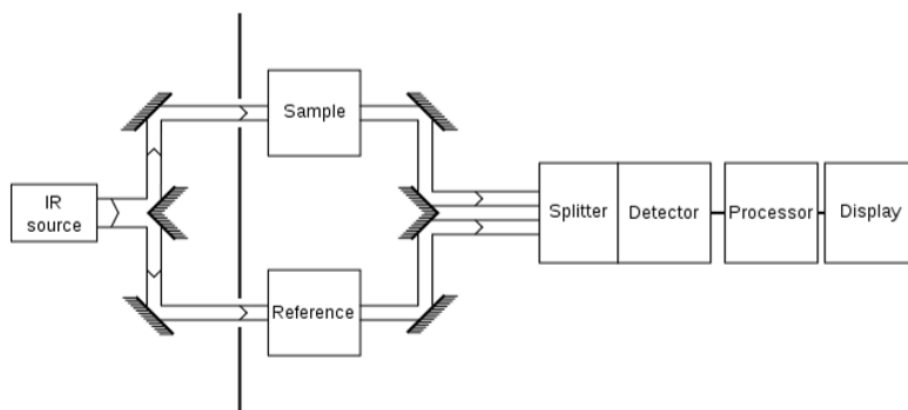 Sample
IR
source
Splitter
Detector
Processor
Display
Reference